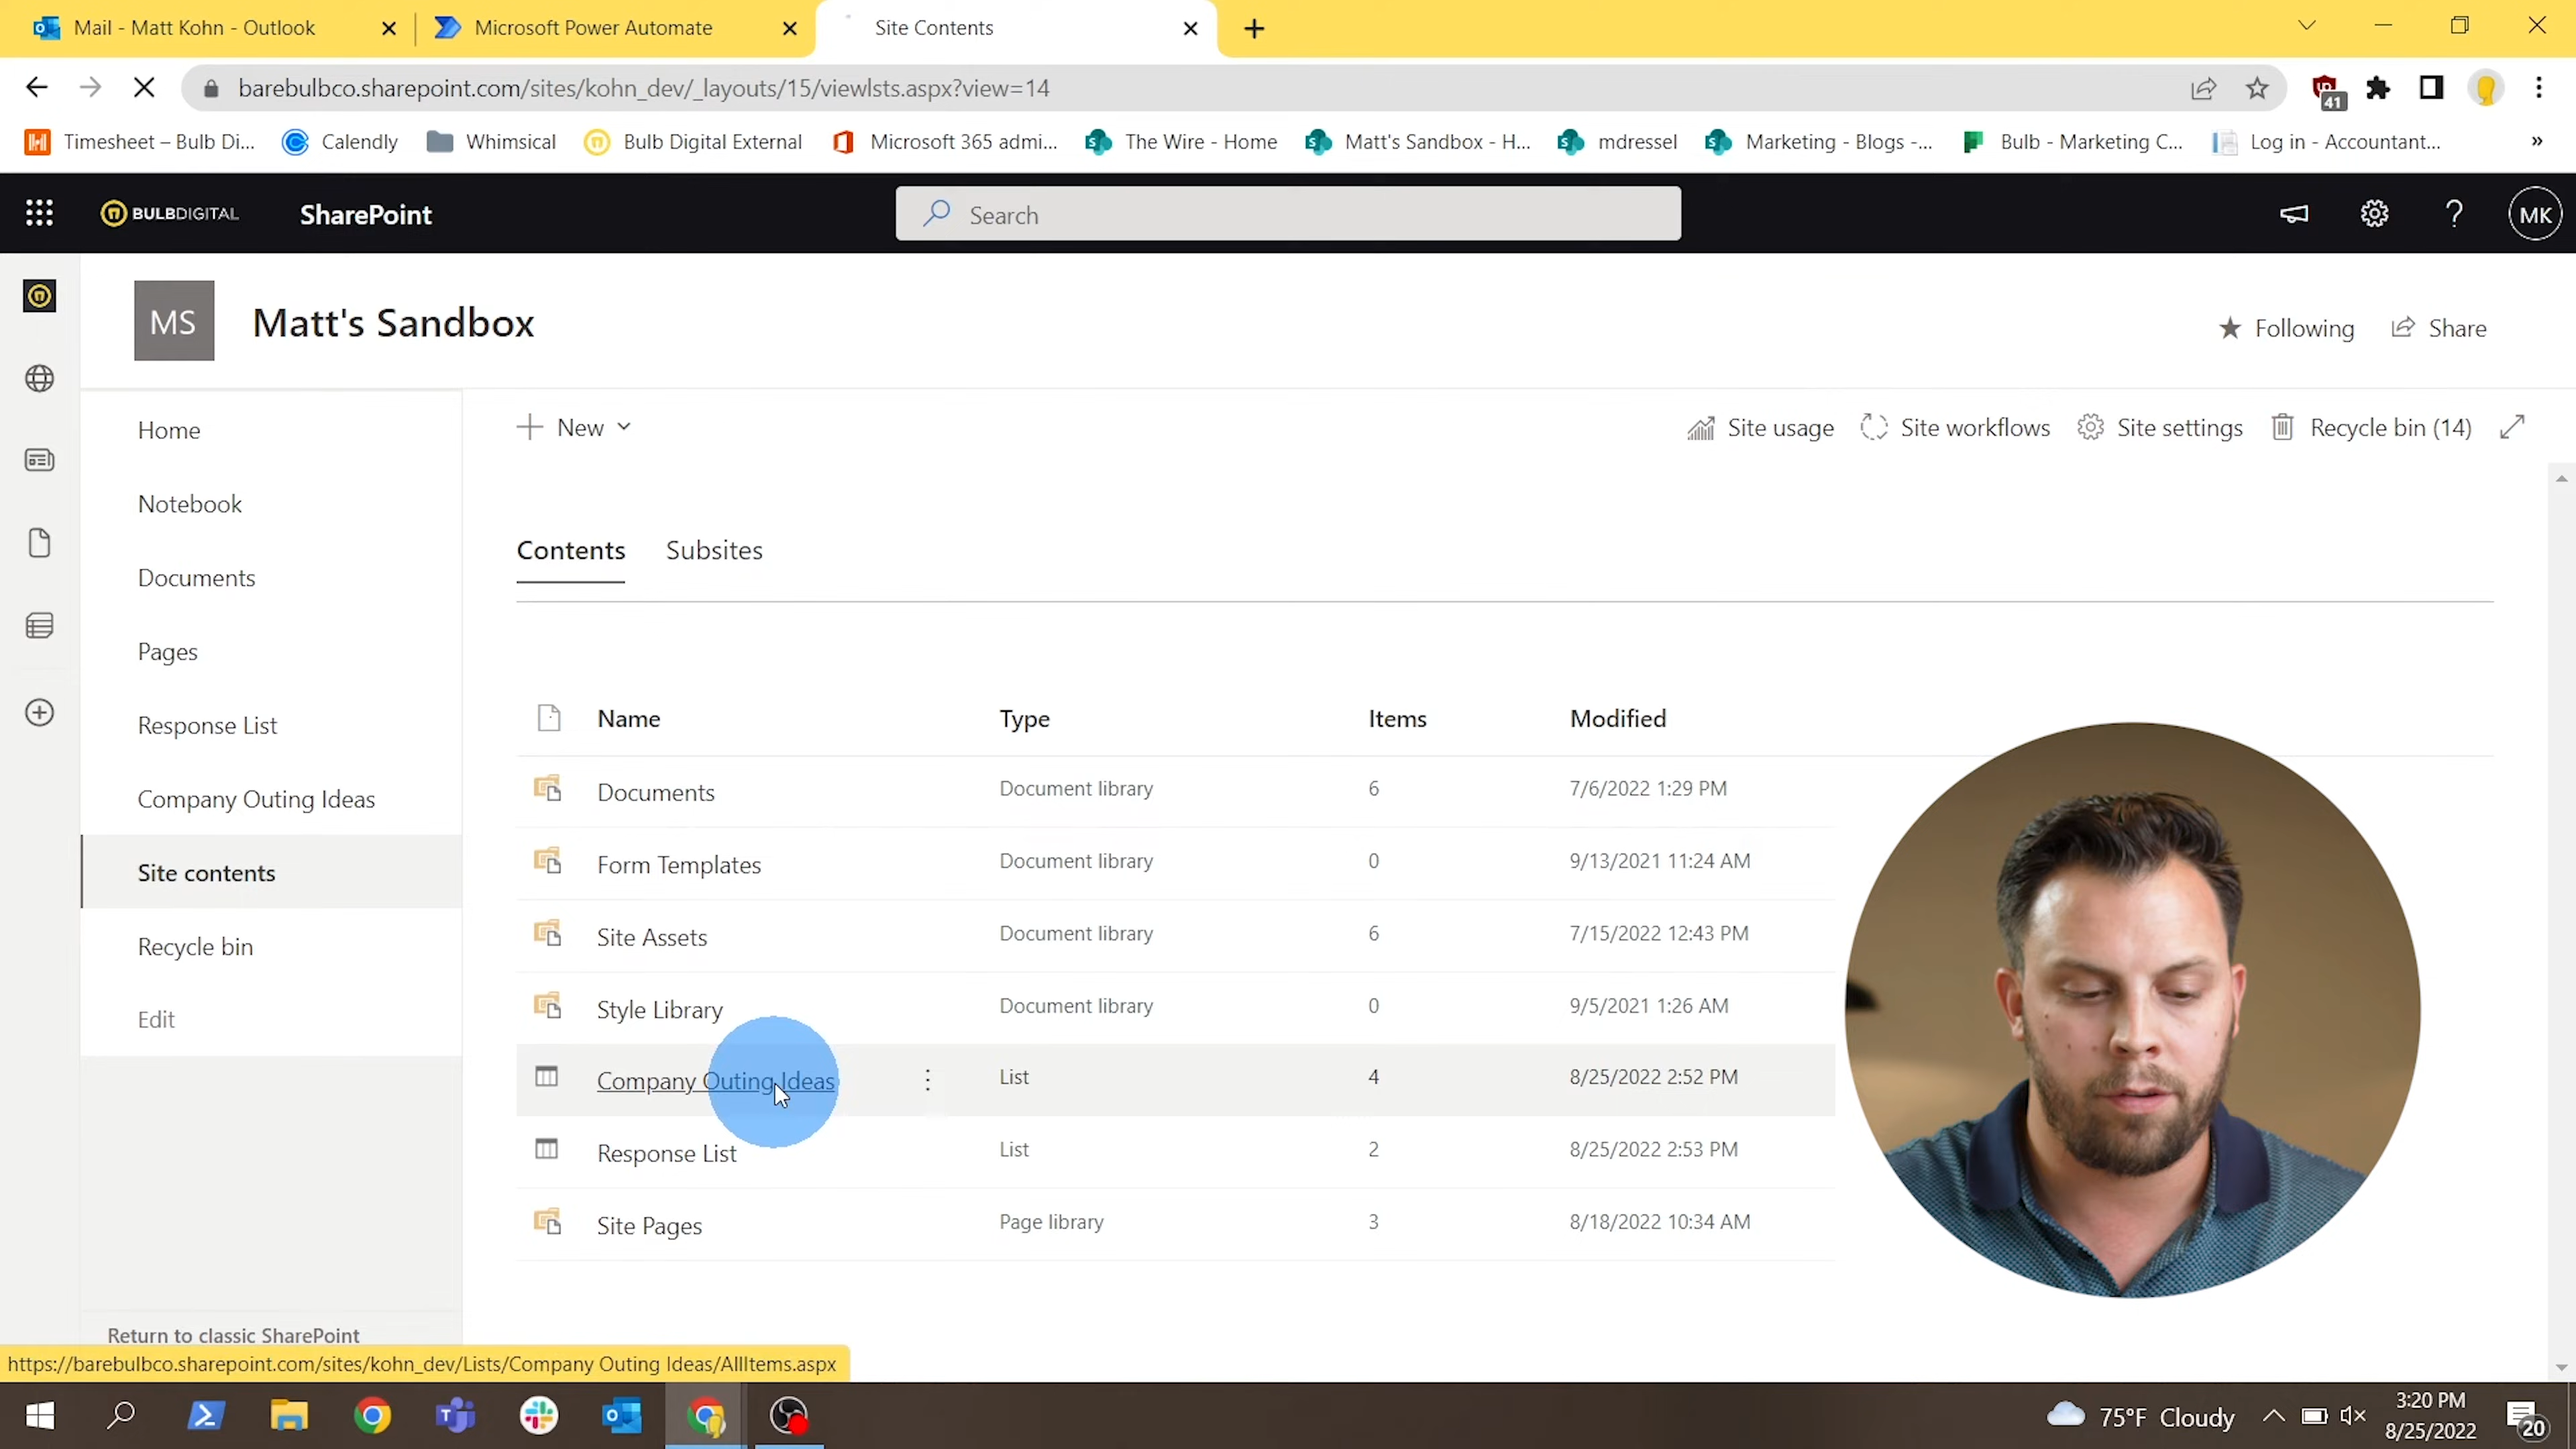 Mail - Matt Kohn - Outlook
Microsoft Power Automate
Site Contents
barebulbco.sharepoint.com/sites/kohn_dev/_layouts/15/viewlsts.aspx?view=14
41
Timesheet – Bulb Di...
Calendly
Whimsical
Bulb Digital External
Microsoft 365 admi...
The Wire - Home
Matt's Sandbox - H...
mdressel
Marketing - Blogs -...
Bulb - Marketing C...
Log in - Accountant...
»
BULBDIGITAL
SharePoint
Search
?
MK
MS
Matt's Sandbox
Following
Share
Home
Notebook
Documents
Pages
Response List
Company Outing Ideas
Site contents
Recycle bin
Edit
Return to classic SharePoint
New
Site usage
Site workflows
Site settings
Recycle bin (14)
Contents
Subsites
Name Type Items Modified
Documents Document library 6 7/6/2022 1:29 PM
Form Templates Document library 0 9/13/2021 11:24 AM
Site Assets Document library 6 7/15/2022 12:43 PM
Style Library Document library 0 9/5/2021 1:26 AM
Company Outing Ideas List 4 8/25/2022 2:52 PM
Response List List 2 8/25/2022 2:53 PM
Site Pages Page library 3 8/18/2022 10:34 AM
https://barebulbco.sharepoint.com/sites/kohn_dev/Lists/Company Outing Ideas/AllItems.aspx
75°F Cloudy
3:20 PM
8/25/2022
20